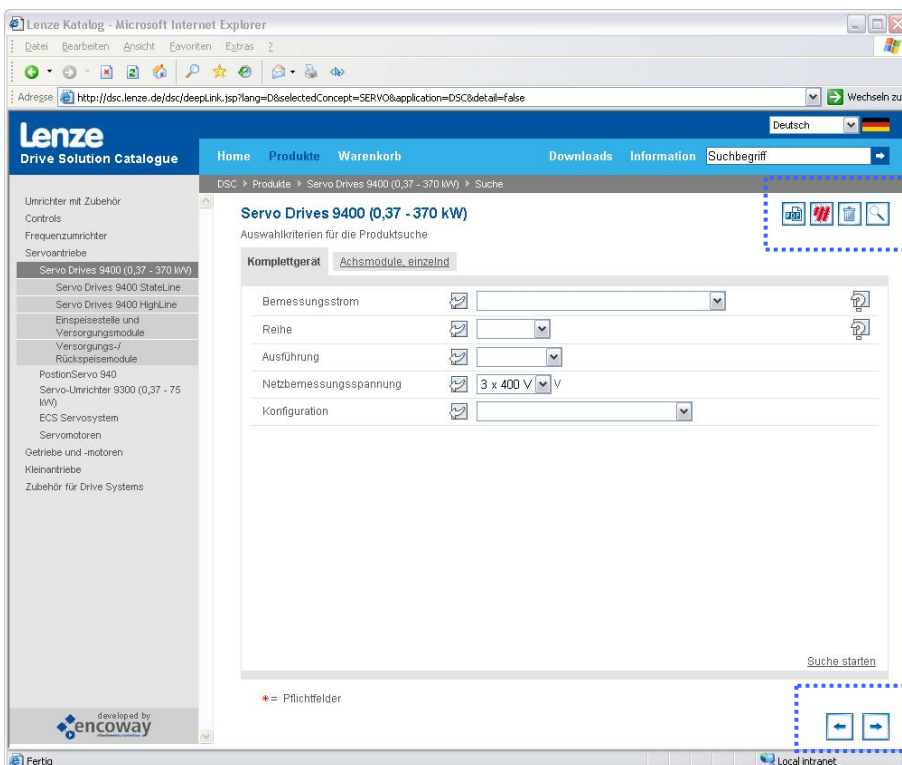 Lenze Katalog - Microsoft Internet Explorer
Datei Bearbeiten Ansicht Favoriten Extras ?
Adresse http://dsc.lenze.de/dsc/deepLink.jsp?lang=D&selectedConcept=SERVO&application=DSC&detail=false Wechseln zu
Deutsch
Lenze
Drive Solution Catalogue
Home Produkte Warenkorb Downloads Information Suchbegriff
DSC Produkte Servo Drives 9400 (0,37 - 370 kW) Suche
Umrichter mit Zubehör
Controls
Frequenzumrichter
Servoantriebe
Servo Drives 9400 (0,37 - 370 kW)
Servo Drives 9400 StateLine
Servo Drives 9400 HighLine
Einspeisestelle und
Versorgungsmodule
Versorgungs-/
Rückspeisemodule
PostionServo 940
Servo-Umrichter 9300 (0,37 - 75
kW)
ECS Servosystem
Servomotoren
Getriebe und -motoren
Kleinantriebe
Zubehör für Drive Systems
Servo Drives 9400 (0,37 - 370 kW)
PDF
Auswahlkriterien für die Produktsuche
Komplettgerät Achsmodule, einzelnd
Bemessungsstrom
Reihe
Ausführung
Netzbemessungsspannung 3 x 400 V V
Konfiguration
Suche starten
* = Pflichtfelder
developed by
encoway
Fertig Local intranet